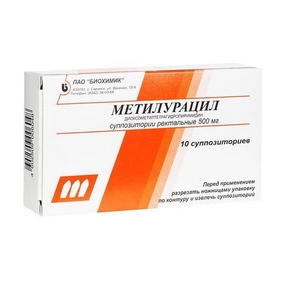 ПАО "БИОХИМИК"
МЕТИЛУРАЦИЛ
ДИОКСОМЕТИЛТЕТРАГИДРОПИРИМИДИН
суппозитории ректальные 500 мг
10 суппозиториев
Перед применением
разрезать ножницами упаковку
по контуру и извлечь суппозиторий